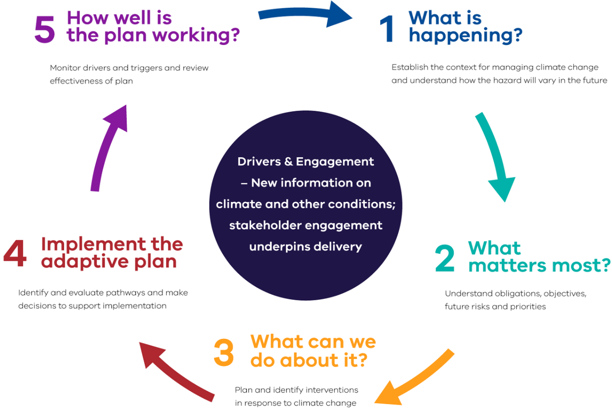 1 What is
happening?
Establish the context for managing climate change
and understand how the hazard will vary in the future
2 What
matters most?
Understand obligations, objectives,
future risks and priorities
3 What can we
do about it?
Plan and identify interventions
in response to climate change
4 Implement the
adaptive plan
Identify and evaluate pathways and make
decisions to support implementation
5 How well is
the plan working?
Monitor drivers and triggers and review
effectiveness of plan
Drivers & Engagement
– New information on
climate and other conditions;
stakeholder engagement
underpins delivery